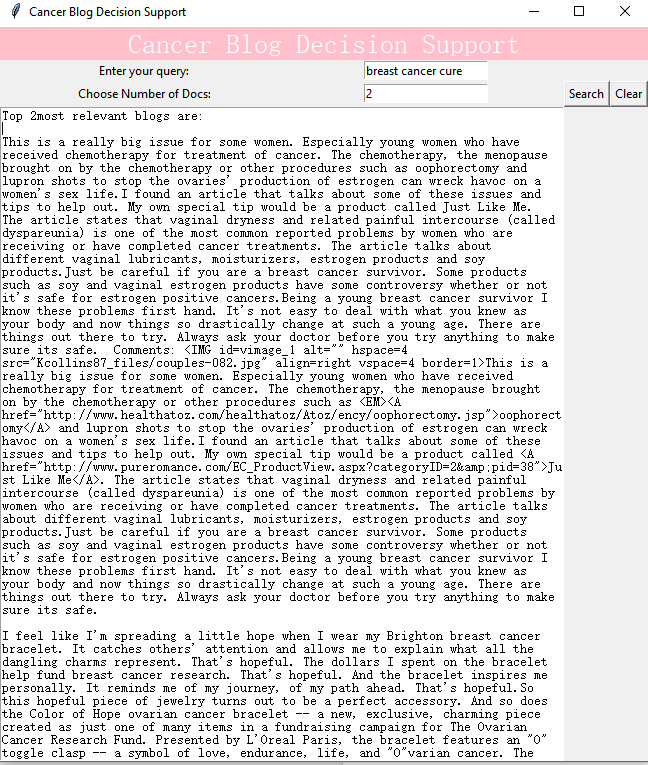 Cancer Blog Decision Support
Cancer Blog Decision Support
Enter your query:
breast cancer cure
Choose Number of Docs:
2
Search
Clear
Top 2most relevant blogs are:
This is a really big issue for some women. Especially young women who have
received chemotherapy for treatment of cancer. The chemotherapy, the menopause
brought on by the chemotherapy or other procedures such as oophorectomy and
lupron shots to stop the ovaries' production of estrogen can wreck havoc on a
women's sex life.I found an article that talks about some of these issues and
tips to help out. My own special tip would be a product called Just Like Me.
The article states that vaginal dryness and related painful intercourse (called
dyspareunia) is one of the most common reported problems by women who are
receiving or have completed cancer treatments. The article talks about
different vaginal lubricants, moisturizers, estrogen products and soy
products.Just be careful if you are a breast cancer survivor. Some products
such as soy and vaginal estrogen products have some controversy whether or not
it's safe for estrogen positive cancers.Being a young breast cancer survivor I
know these problems first hand. It's not easy to deal with what you knew as
your body and now things so drastically change at such a young age. There are
things out there to try. Always ask your doctor before you try anything to make
sure its safe.  Comments: <IMG id=vimage_1 alt="" hspace=4
src="Kcollins87_files/couples-082.jpg" align=right vspace=4 border=1>This is a
really big issue for some women. Especially young women who have received
chemotherapy for treatment of cancer. The chemotherapy, the menopause brought
on by the chemotherapy or other procedures such as <EM><A
href="http://www.healthatoz.com/healthatoz/Atoz/ency/oophorectomy.jsp">oophorect
omy</A> and lupron shots to stop the ovaries' production of estrogen can wreck
havoc on a women's sex life.I found an article that talks about some of these
issues and tips to help out. My own special tip would be a product called <A
href="http://www.pureromance.com/EC_ProductView.aspx?categoryID=2&amp;pid=38">Ju
st Like Me</A>. The article states that vaginal dryness and related painful
intercourse (called dyspareunia) is one of the most common reported problems by
women who are receiving or have completed cancer treatments. The article talks
about different vaginal lubricants, moisturizers, estrogen products and soy
products.Just be careful if you are a breast cancer survivor. Some products
such as soy and vaginal estrogen products have some controversy whether or not
it's safe for estrogen positive cancers.Being a young breast cancer survivor I
know these problems first hand. It's not easy to deal with what you knew as
your body and now things so drastically change at such a young age. There are
things out there to try. Always ask your doctor before you try anything to make
sure its safe.
I feel like I'm spreading a little hope when I wear my Brighton breast cancer
bracelet. It catches others' attention and allows me to explain what all the
dangling charms represent. That's hopeful. The dollars I spent on the bracelet
help fund breast cancer research. That's hopeful. And the bracelet inspires me
personally. It reminds me of my journey, of my path ahead. That's hopeful.So
this hopeful piece of jewelry turns out to be a perfect accessory. And so does
the Color of Hope ovarian cancer bracelet -- a new, exclusive, charming piece
created as just one of many items in a fundraising campaign for The Ovarian
Cancer Research Fund. Presented by L'Oreal Paris, the bracelet features an "O"
toggle clasp -- a symbol of love, endurance, life, and "O"varian cancer. The